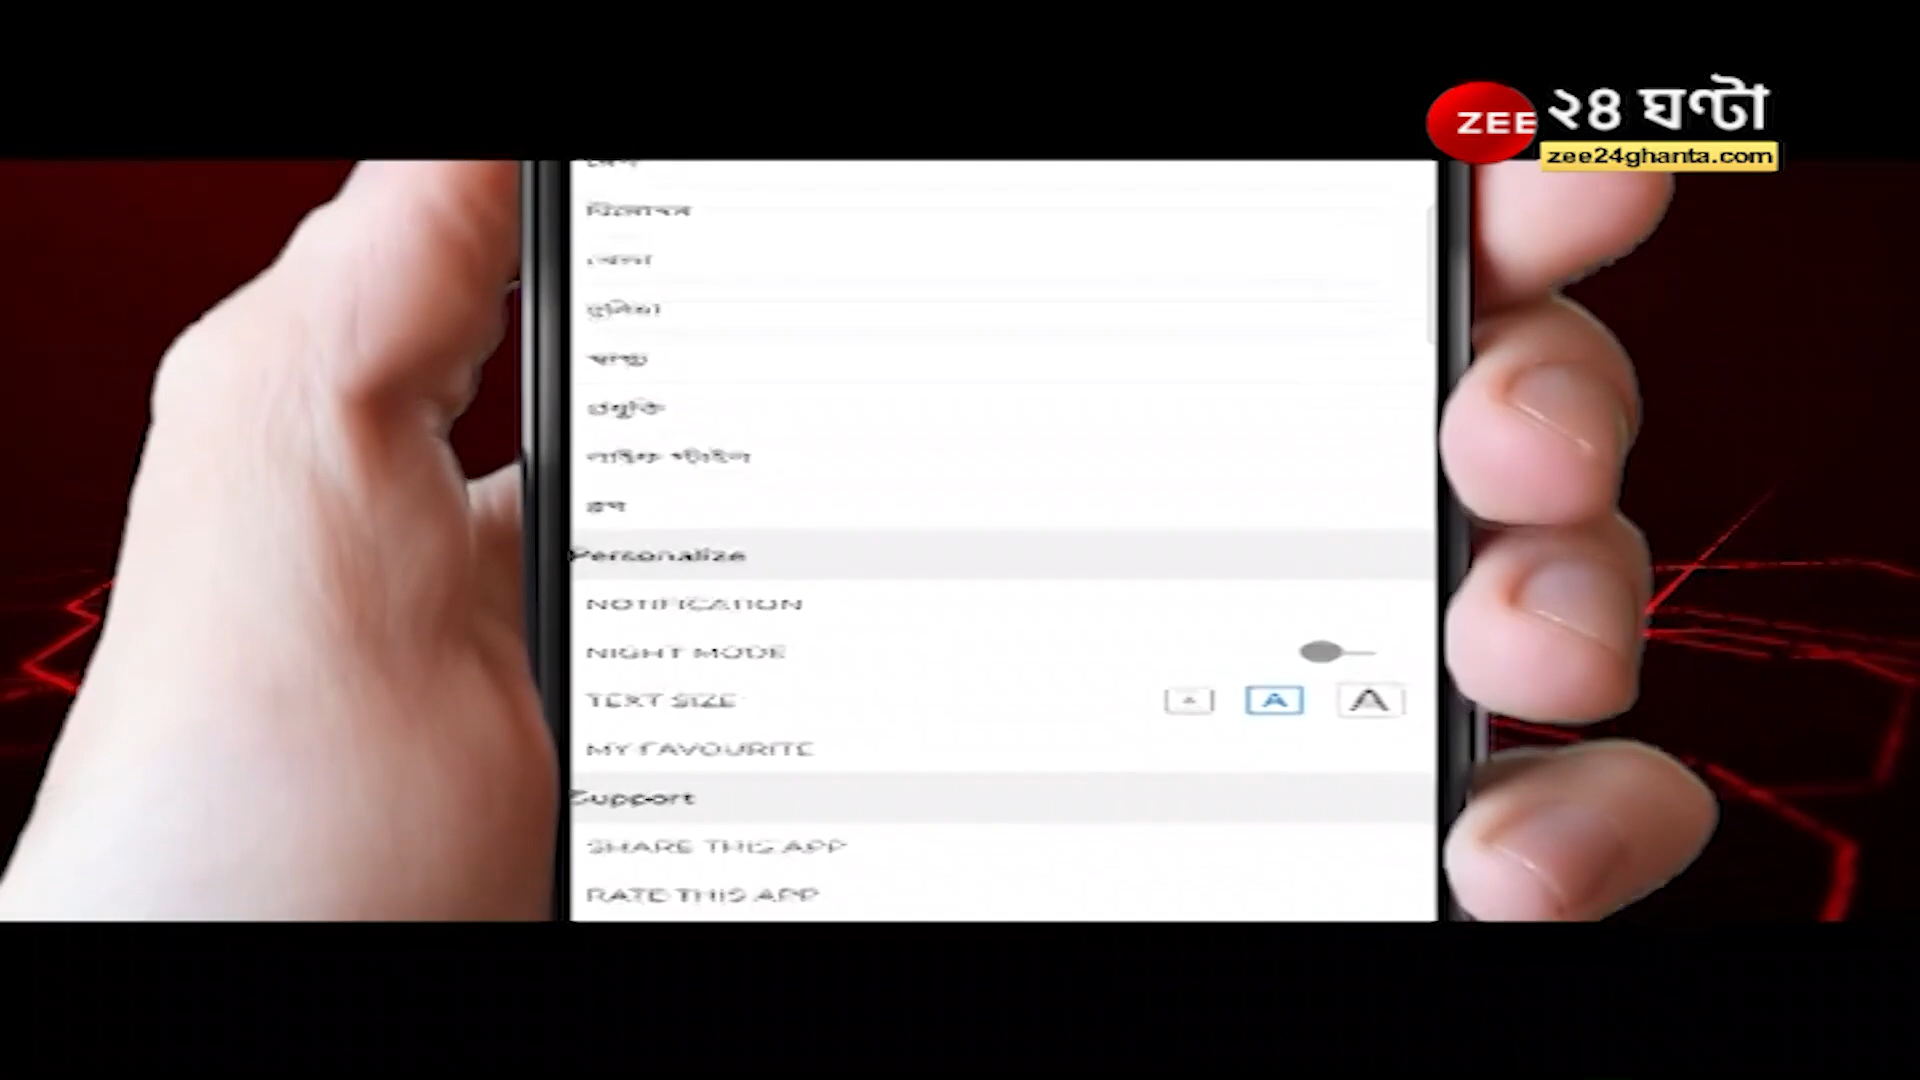 ZEE ২৪ ঘণ্টা
zee24ghanta.com
বিনোদন
খেলা
দুনিয়া
স্বাস্থ্য
প্রযুক্তি
লাইফ স্টাইল
ব্লগ
Personalize
NOTIFICATION
NIGHT MODE
TEXT SIZE A A A
MY FAVOURITE
Support
SHARE THIS APP
RATE THIS APP